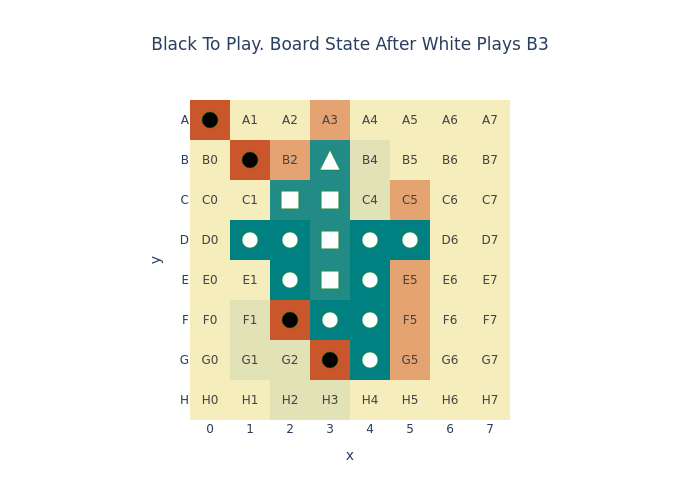 Black To Play. Board State After White Plays B3
A A1 A2 A3 A4 A5 A6 A7
B B0 B2 B4 B5 B6 B7
C C0 C1 C4 C5 C6 C7
D D0 D6 D7
y
E E0 E1 E5 E6 E7
F F0 F1 F5 F6 F7
G G0 G1 G2 G5 G6 G7
H H0 H1 H2 H3 H4 H5 H6 H7
0 1 2 3 4 5 6 7
x